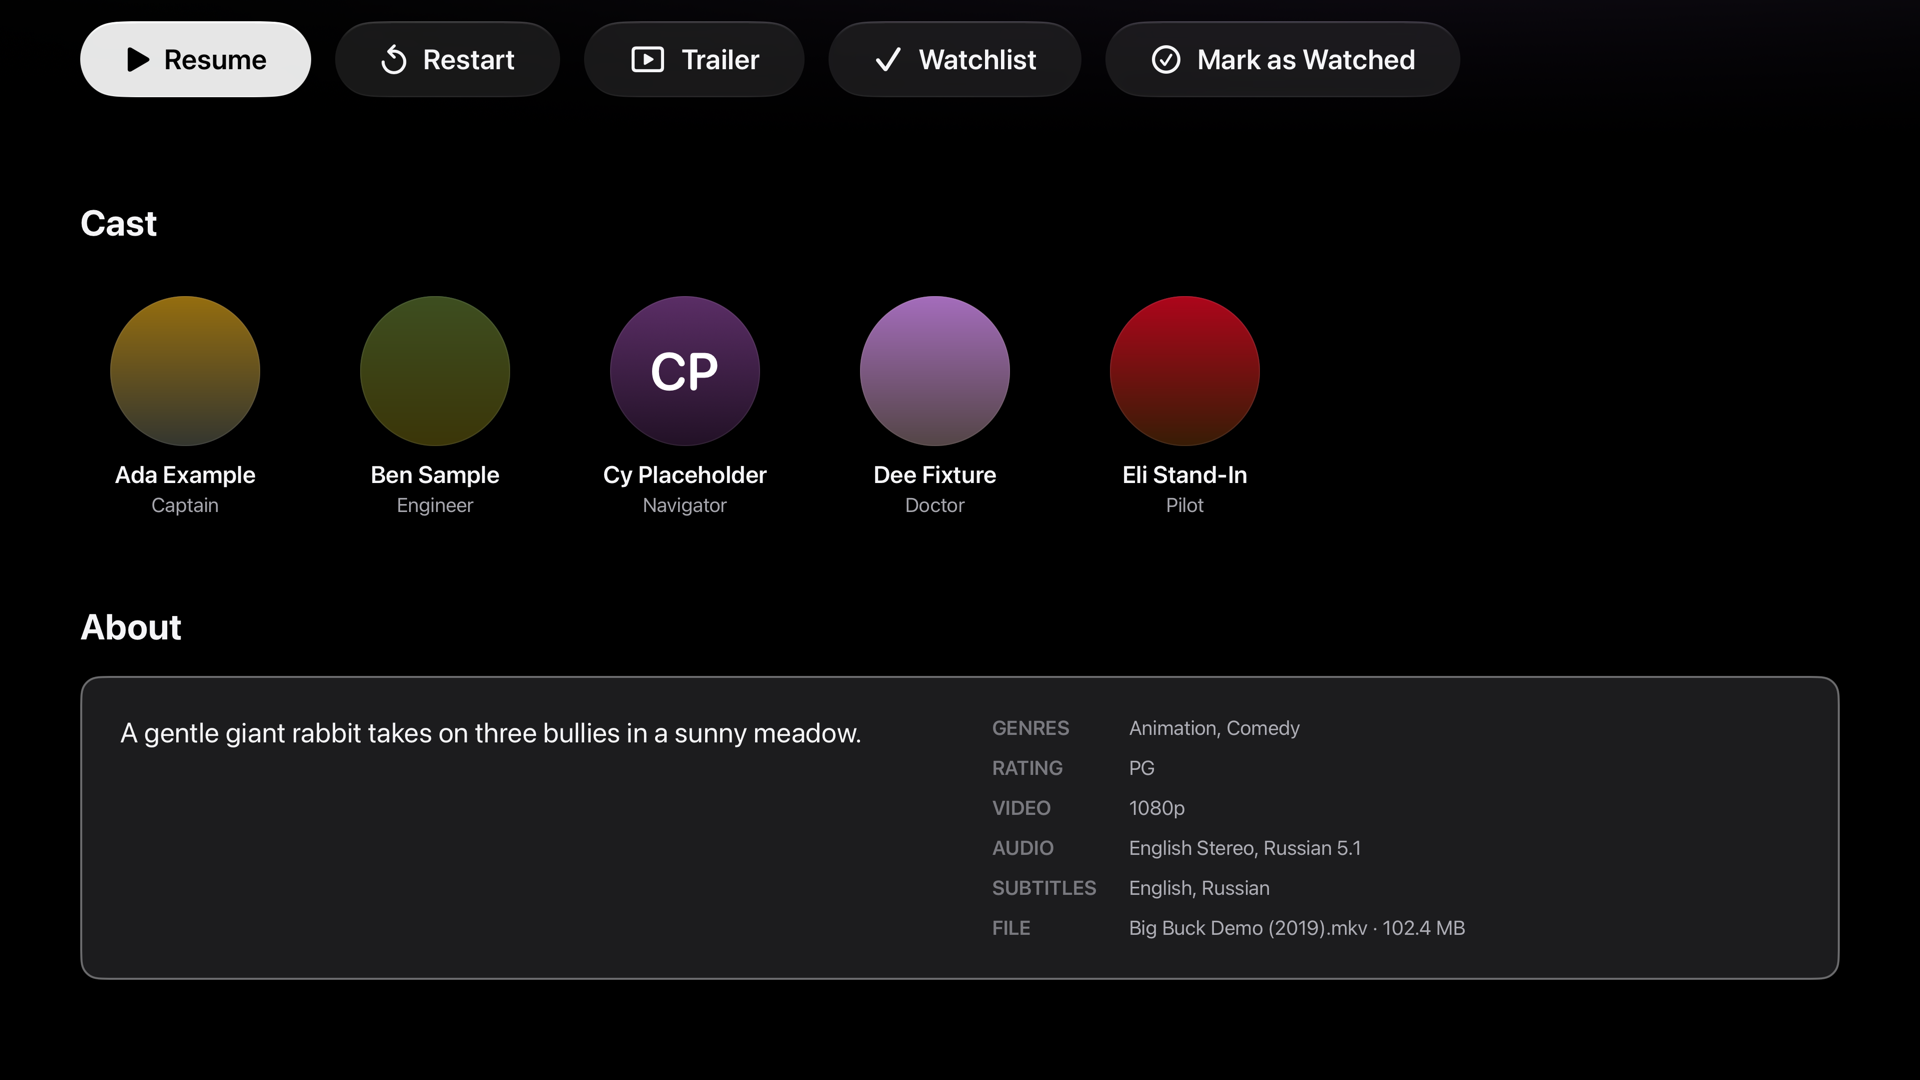 Resume
Restart
Trailer
Watchlist
Mark as Watched
Cast
CP
Ada Example
Captain
Ben Sample
Engineer
Cy Placeholder
Navigator
Dee Fixture
Doctor
Eli Stand-In
Pilot
About
A gentle giant rabbit takes on three bullies in a sunny meadow.
GENRES Animation, Comedy
RATING PG
VIDEO 1080p
AUDIO English Stereo, Russian 5.1
SUBTITLES English, Russian
FILE Big Buck Demo (2019).mkv · 102.4 MB